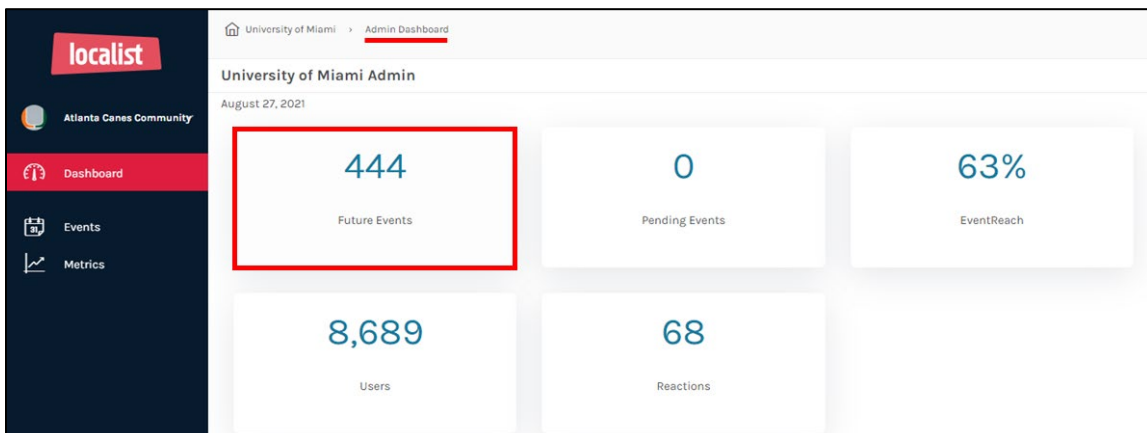 localist
Atlanta Canes Community
Dashboard
31
Events
Metrics
University of Miami › Admin Dashboard
University of Miami Admin
August 27, 2021
444
Future Events
0
Pending Events
63%
EventReach
8,689
Users
68
Reactions